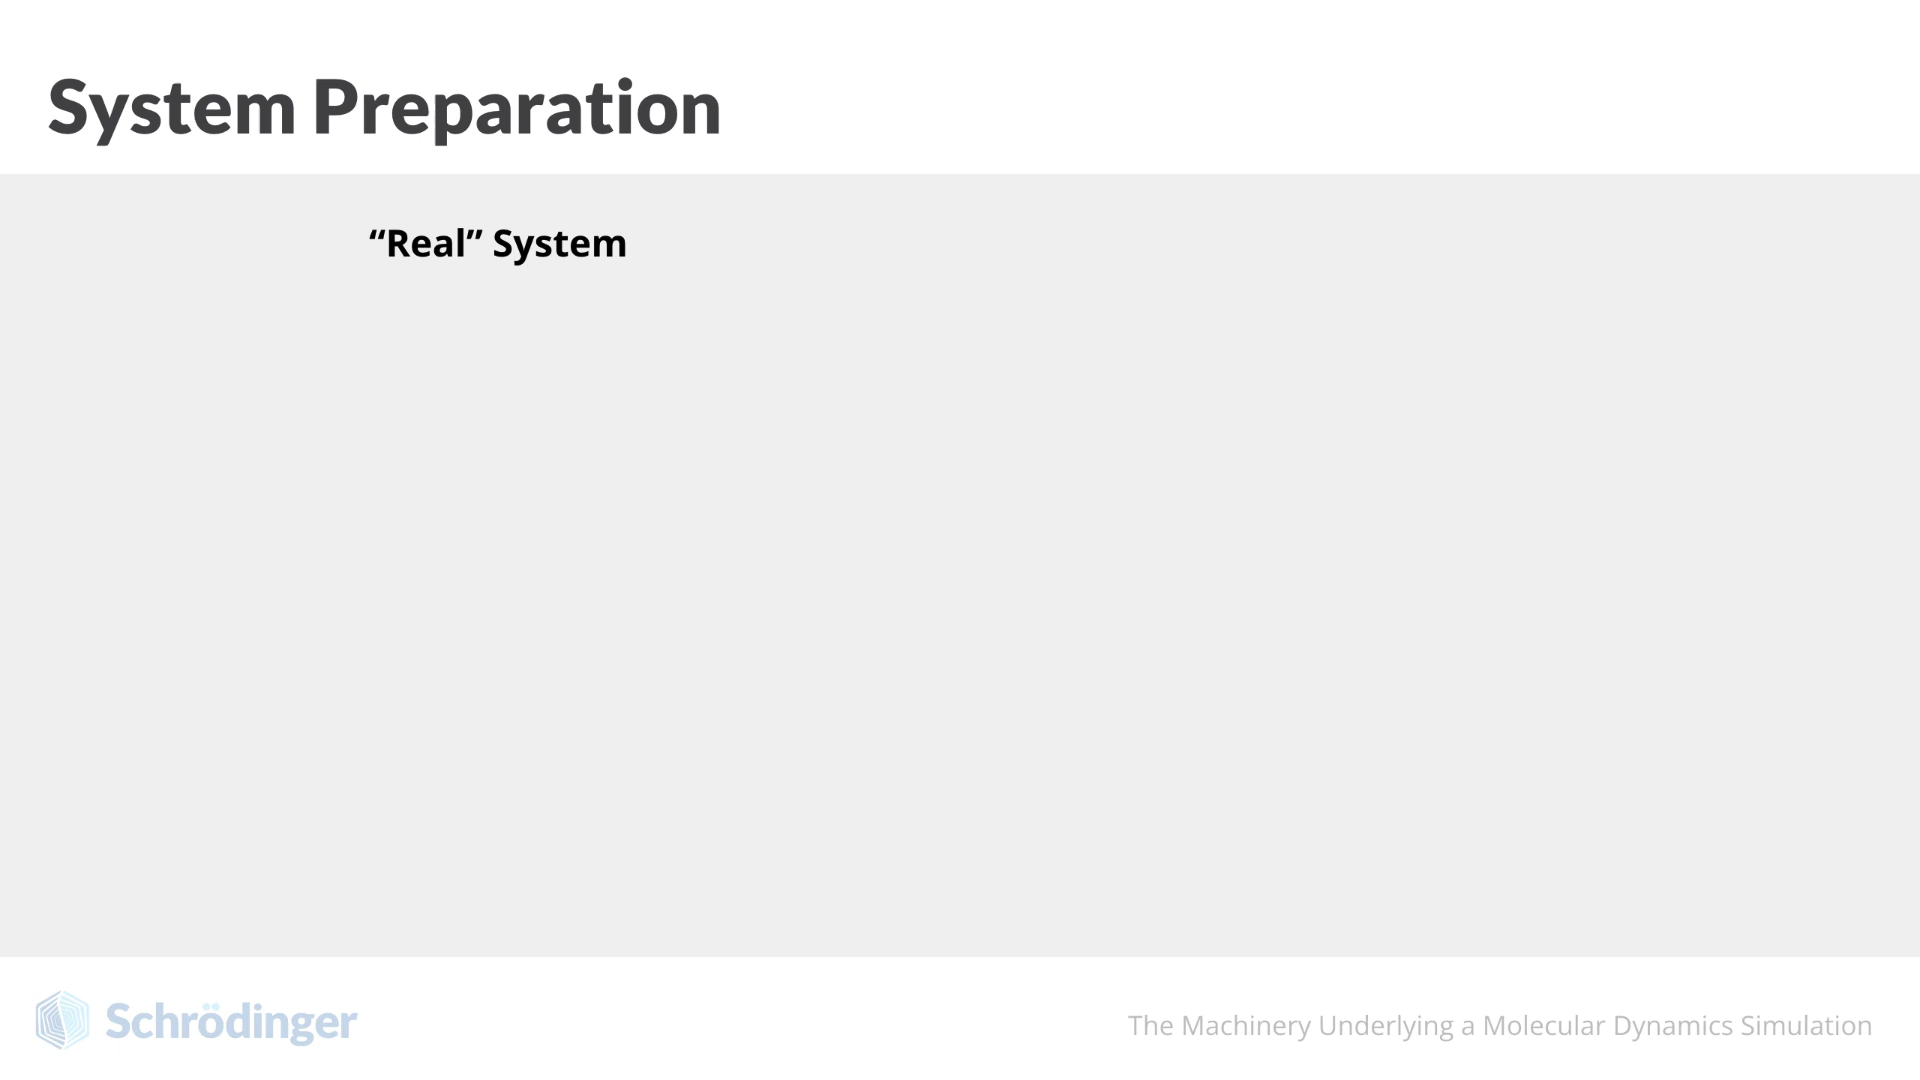 System Preparation
“Real” System
Schrödinger
The Machinery Underlying a Molecular Dynamics Simulation